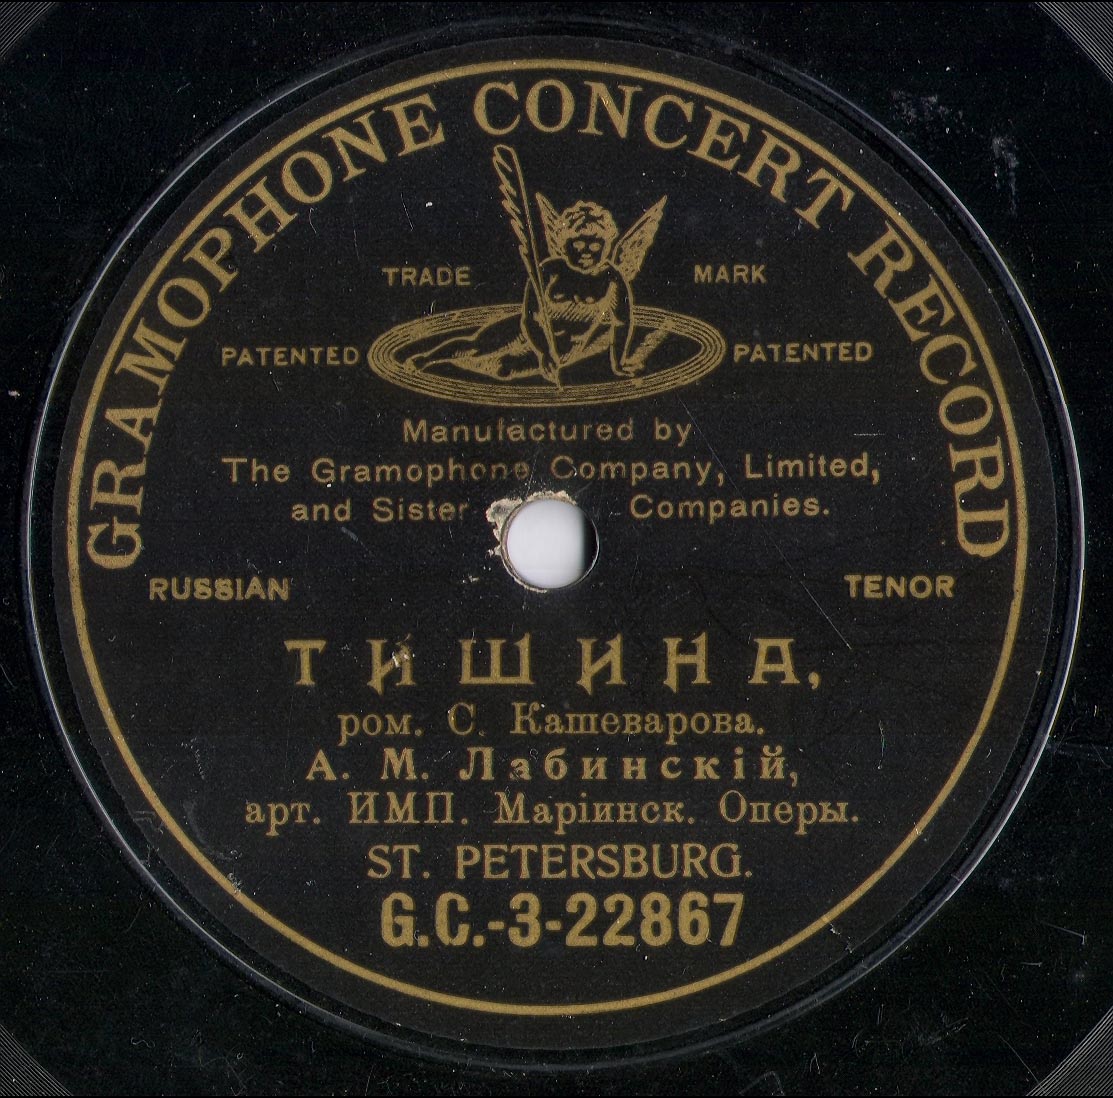 GRAMOPHONE CONCERT RECORD
TRADE MARK
PATENTED PATENTED
Manufactured by
The Gramophone Company, Limited,
and Sister Companies.
RUSSIAN TENOR
ТИШИНА,
ром. С. Кашеварова.
А. М. Лабинскій,
арт. ИМП. Маріинск. Оперы.
ST. PETERSBURG.
G.C.-3-22867